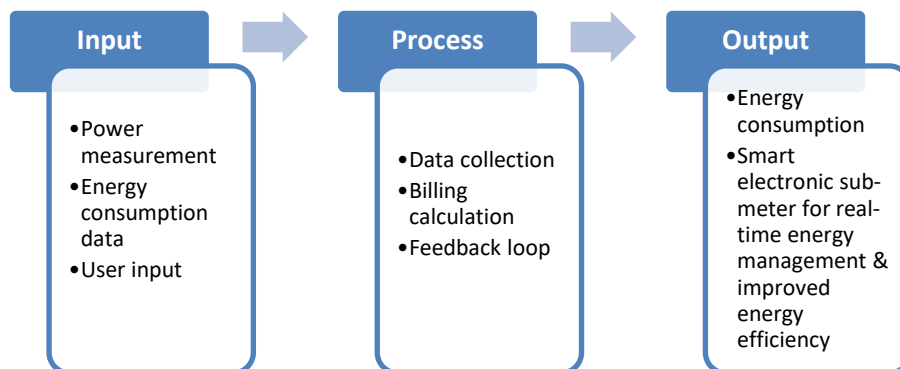 Input
•Power
measurement
•Energy
consumption
data
•User input
Process
•Data collection
•Billing
calculation
•Feedback loop
Output
•Energy
consumption
•Smart
electronic sub-
meter for real-
time energy
management &
improved
energy
efficiency